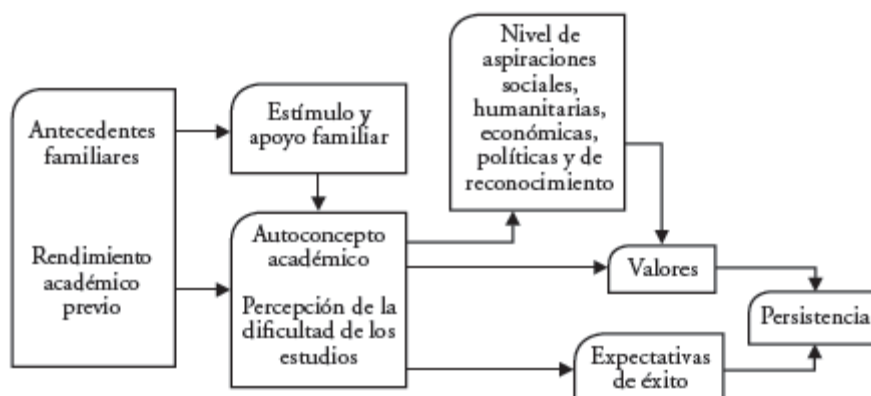 Antecedentes
familiares
Rendimiento
académico
previo
Estímulo y
apoyo familiar
Autoconcepto
académico
Percepción de la
dificultad de los
estudios
Nivel de
aspiraciones
sociales,
humanitarias,
económicas,
políticas y de
reconocimiento
Valores
Expectativas
de éxito
Persistencia